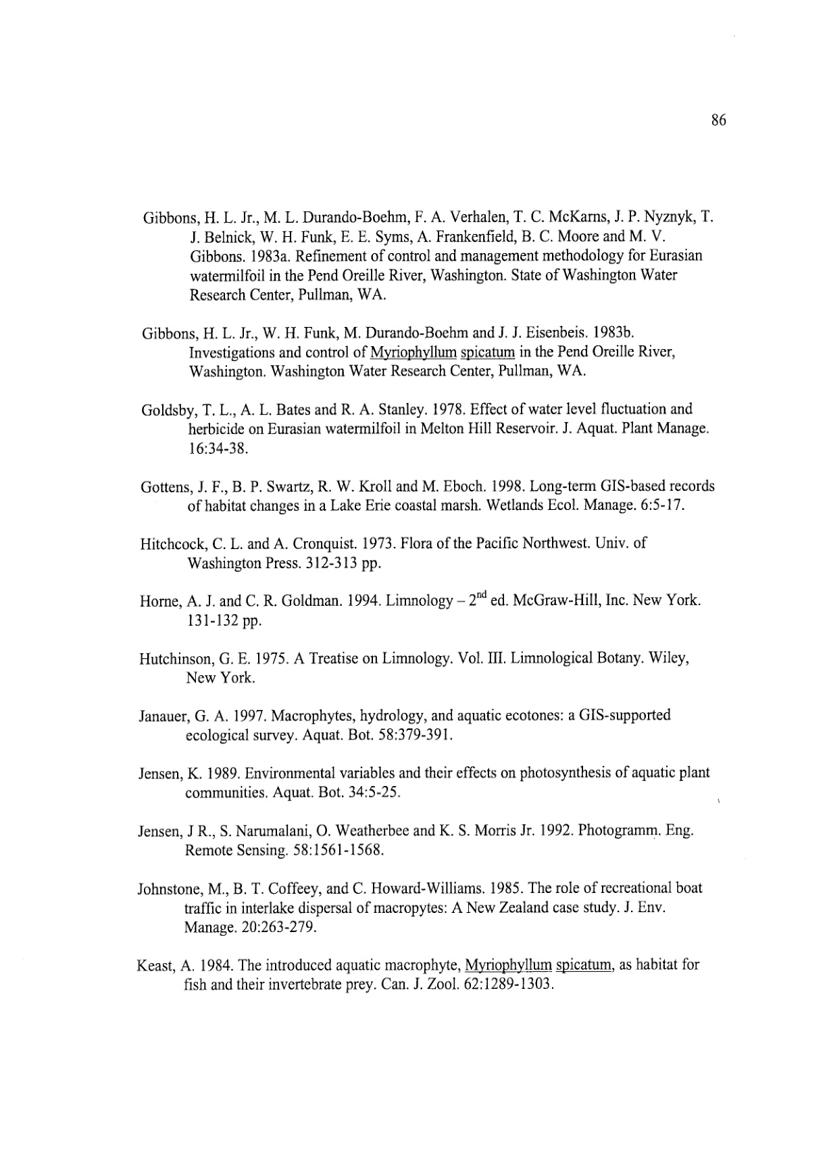 86
Gibbons, H. L. Jr., M. L. Durando-Boehm, F. A. Verhalen, T. C. McKarns, J. P. Nyznyk, T.
J. Belnick, W. H. Funk, E. E. Syms, A. Frankenfield, B. C. Moore and M. V.
Gibbons. 1983a. Refinement of control and management methodology for Eurasian
watermilfoil in the Pend Oreille River, Washington. State of Washington Water
Research Center, Pullman, WA.
Gibbons, H. L. Jr., W. H. Funk, M. Durando-Boehm and J. J. Eisenbeis. 1983b.
Investigations and control of Myriophyllum spicatum in the Pend Oreille River,
Washington. Washington Water Research Center, Pullman, WA.
Goldsby, T. L., A. L. Bates and R. A. Stanley. 1978. Effect of water level fluctuation and
herbicide on Eurasian watermilfoil in Melton Hill Reservoir. J. Aquat. Plant Manage.
16:34-38.
Gottens, J. F., B. P. Swartz, R. W. Kroll and M. Eboch. 1998. Long-term GIS-based records
of habitat changes in a Lake Erie coastal marsh. Wetlands Ecol. Manage. 6:5-17.
Hitchcock, C. L. and A. Cronquist. 1973. Flora of the Pacific Northwest. Univ. of
Washington Press. 312-313 pp.
Horne, A. J. and C. R. Goldman. 1994. Limnology – 2nd ed. McGraw-Hill, Inc. New York.
131-132 pp.
Hutchinson, G. E. 1975. A Treatise on Limnology. Vol. III. Limnological Botany. Wiley,
New York.
Janauer, G. A. 1997. Macrophytes, hydrology, and aquatic ecotones: a GIS-supported
ecological survey. Aquat. Bot. 58:379-391.
Jensen, K. 1989. Environmental variables and their effects on photosynthesis of aquatic plant
communities. Aquat. Bot. 34:5-25.
Jensen, J R., S. Narumalani, O. Weatherbee and K. S. Morris Jr. 1992. Photogramm. Eng.
Remote Sensing. 58:1561-1568.
Johnstone, M., B. T. Coffeey, and C. Howard-Williams. 1985. The role of recreational boat
traffic in interlake dispersal of macropytes: A New Zealand case study. J. Env.
Manage. 20:263-279.
Keast, A. 1984. The introduced aquatic macrophyte, Myriophyllum spicatum, as habitat for
fish and their invertebrate prey. Can. J. Zool. 62:1289-1303.